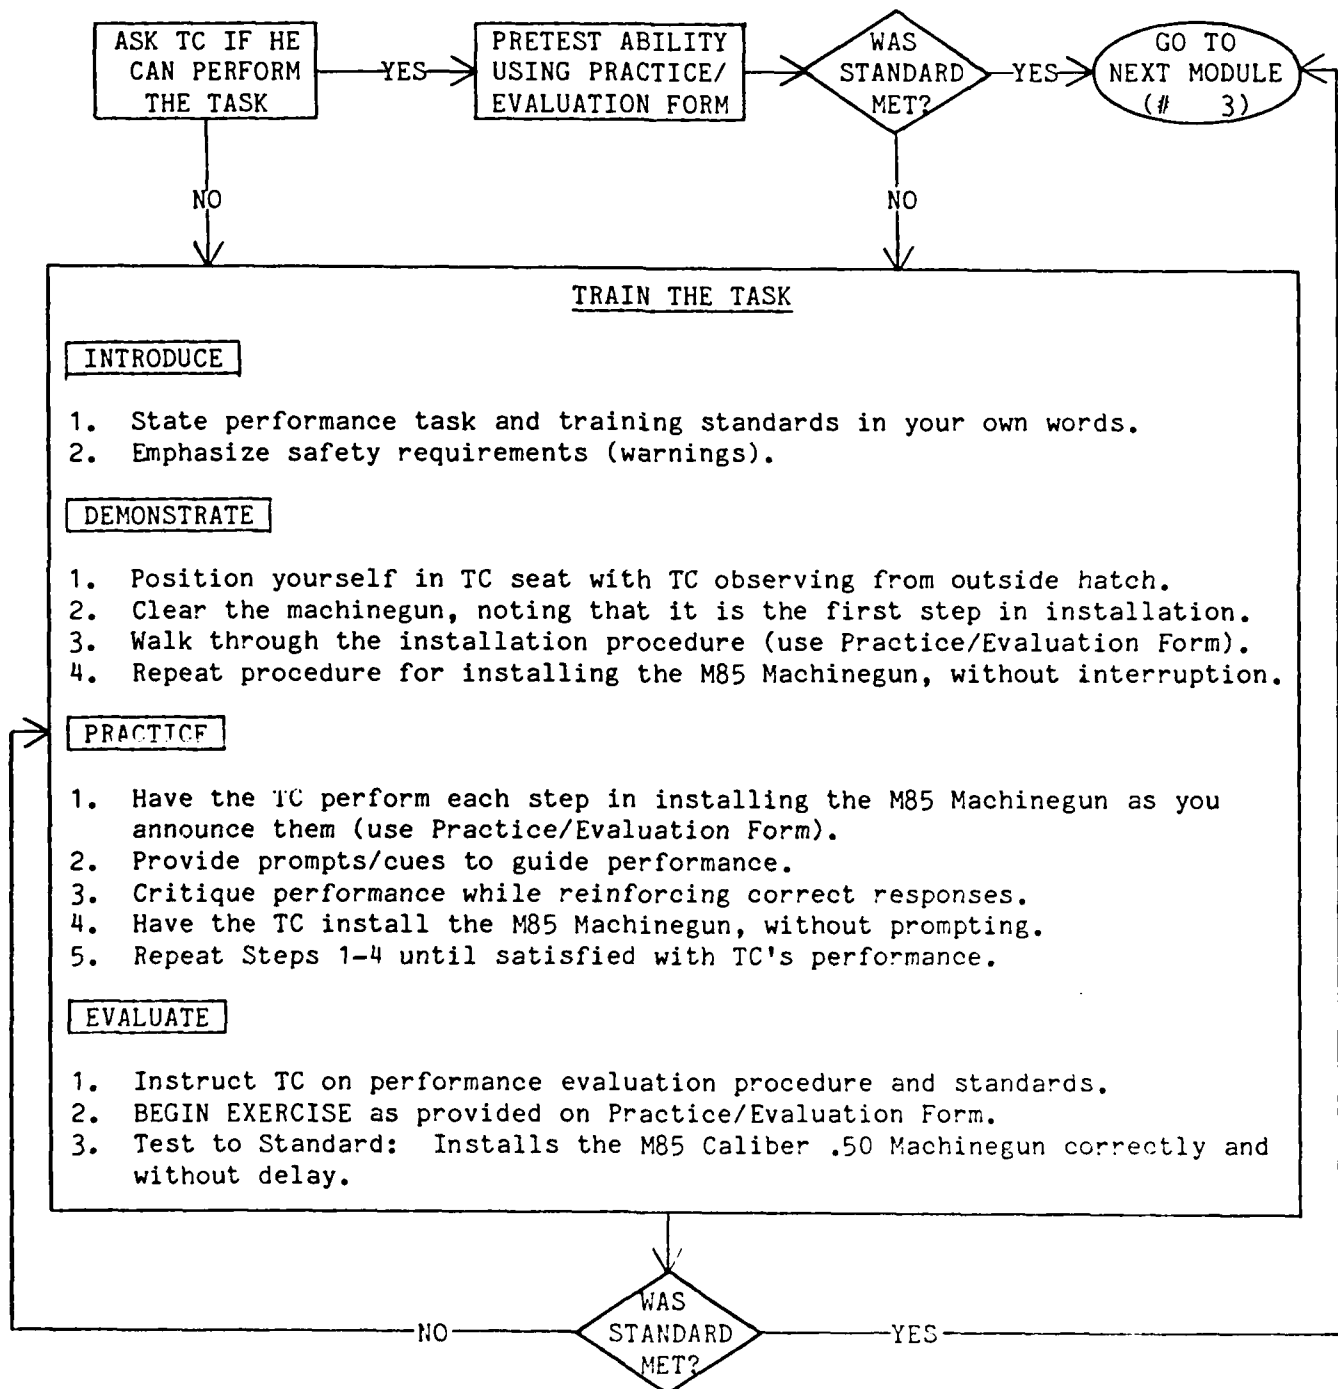 ASK TC IF HE
CAN PERFORM
THE TASK
YES
PRETEST ABILITY
USING PRACTICE/
EVALUATION FORM
WAS
STANDARD
MET?
YES
GO TO
NEXT MODULE
(# 3)
NO
NO
TRAIN THE TASK
INTRODUCE
1. State performance task and training standards in your own words.
2. Emphasize safety requirements (warnings).
DEMONSTRATE
1. Position yourself in TC seat with TC observing from outside hatch.
2. Clear the machinegun, noting that it is the first step in installation.
3. Walk through the installation procedure (use Practice/Evaluation Form).
4. Repeat procedure for installing the M85 Machinegun, without interruption.
PRACTICE
1. Have the TC perform each step in installing the M85 Machinegun as you
announce them (use Practice/Evaluation Form).
2. Provide prompts/cues to guide performance.
3. Critique performance while reinforcing correct responses.
4. Have the TC install the M85 Machinegun, without prompting.
5. Repeat Steps 1-4 until satisfied with TC's performance.
EVALUATE
1. Instruct TC on performance evaluation procedure and standards.
2. BEGIN EXERCISE as provided on Practice/Evaluation Form.
3. Test to Standard: Installs the M85 Caliber .50 Machinegun correctly and
without delay.
WAS
STANDARD
MET?
NO
YES